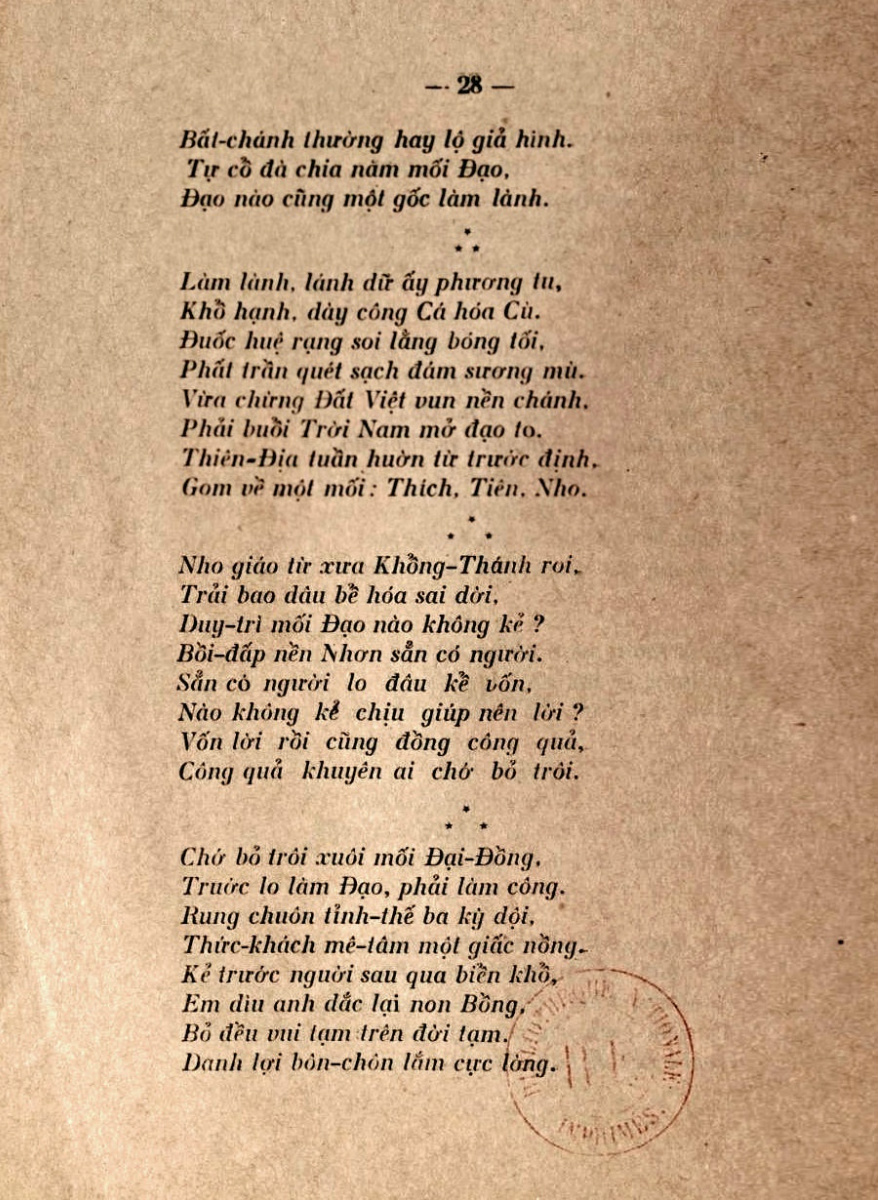 — 28 —
Bất-chánh thường hay lộ giả hình.
Tự cổ đà chia năm mối Đạo,
Đạo nào cũng một gốc làm lành.
Làm lành, lánh dữ ấy phương tu,
Khổ hạnh, dày công Cá hóa Cù.
Đuốc huệ rạng soi lằng bóng tối,
Phất trần quét sạch đám sương mù.
Vừa chừng Đất Việt vun nền chánh,
Phải buổi Trời Nam mở đạo to.
Thiên-Địa tuần huờn từ trước định,
Gom về một mối: Thích, Tiên, Nho.
Nho giáo từ xưa Khổng-Thánh roi,
Trải bao dâu bể hóa sai dời,
Duy-trì mối Đạo nào không kẻ ?
Bồi-đấp nền Nhơn sẳn có người.
Sẳn có người lo đâu kể vốn,
Nào không kẻ chịu giúp nên lời ?
Vốn lời rồi cũng đồng công quả,
Công quả khuyên ai chớ bỏ trôi.
Chớ bỏ trôi xuôi mối Đại-Đồng,
Truớc lo làm Đạo, phải làm công.
Rung chuôn tỉnh-thế ba kỳ dội,
Thức-khách mê-tâm một giấc nồng.
Kẻ trước nguời sau qua biển khổ,
Em dìu anh dắc lại non Bồng,
Bỏ đều vui tạm trên đời tạm.
Danh lợi bôn-chôn lắm cực lòng.